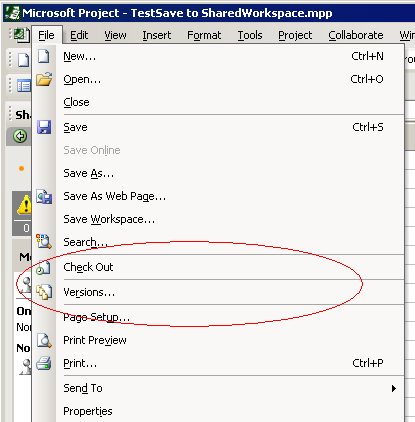 Microsoft Project - TestSave to SharedWorkspace.mpp
File Edit View Insert Format Tools Project Collaborate
New... Ctrl+N
Open... Ctrl+O
Close
Save Ctrl+S
Save Online
Save As...
Save As Web Page...
Save Workspace...
Search...
Check Out
Versions...
Page Setup...
Print Preview
Print... Ctrl+P
Send To
Properties
Sha
0
On
No